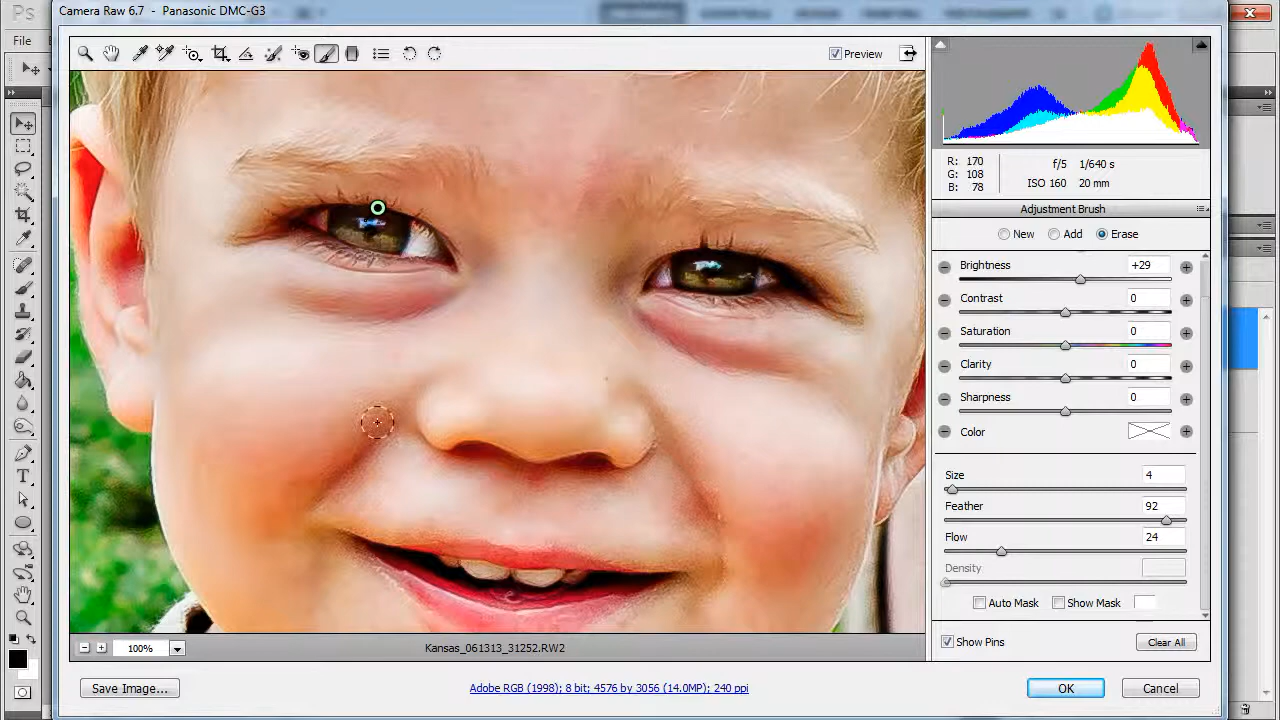 Camera Raw 6.7 - Panasonic DMC-G3
Ps
File
Preview
R: 170
G: 108
B: 78
f/5 1/640 s
ISO 160 20 mm
Adjustment Brush
New Add Erase
Brightness +29
Contrast 0
Saturation 0
Clarity 0
Sharpness 0
Color
Size 4
Feather 92
Flow 24
Density
Auto Mask Show Mask
100% Kansas_061313_31252.RW2
Show Pins Clear All
Save Image... Adobe RGB (1998); 8 bit; 4576 by 3056 (14.0MP); 240 ppi OK Cancel